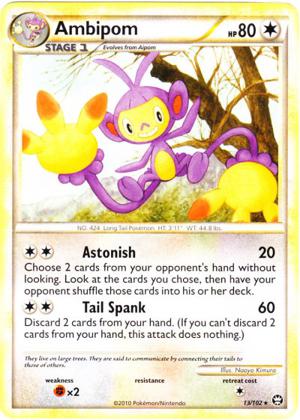 Ambipom
HP 80
STAGE 1
Evolves from Aipom
NO. 424 Long Tail Pokémon. HT: 3'11" WT: 44.8 lbs.
Astonish 20
Choose 2 cards from your opponent's hand without
looking. Look at the cards you chose, then have your
opponent shuffle those cards into his or her deck.
Tail Spank 60
Discard 2 cards from your hand. (If you can't discard 2
cards from your hand, this attack does nothing.)
They live on large trees. They are said to communicate by connecting their tails to
those of others.
Illus. Naoyo Kimura
weakness resistance retreat cost
×2
©2010 Pokémon/Nintendo
13/102 ★